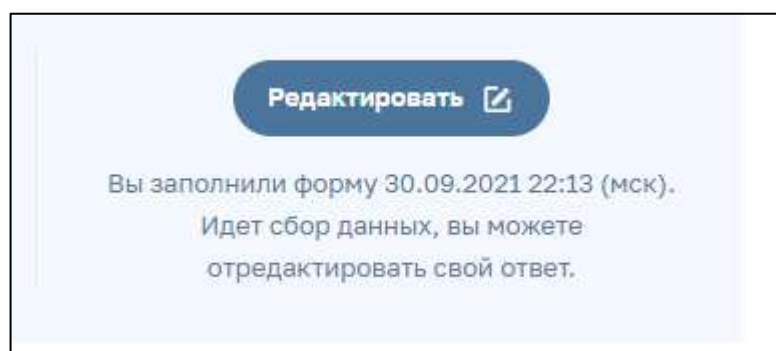 Редактировать
Вы заполнили форму 30.09.2021 22:13 (мск).
Идет сбор данных, вы можете
отредактировать свой ответ.